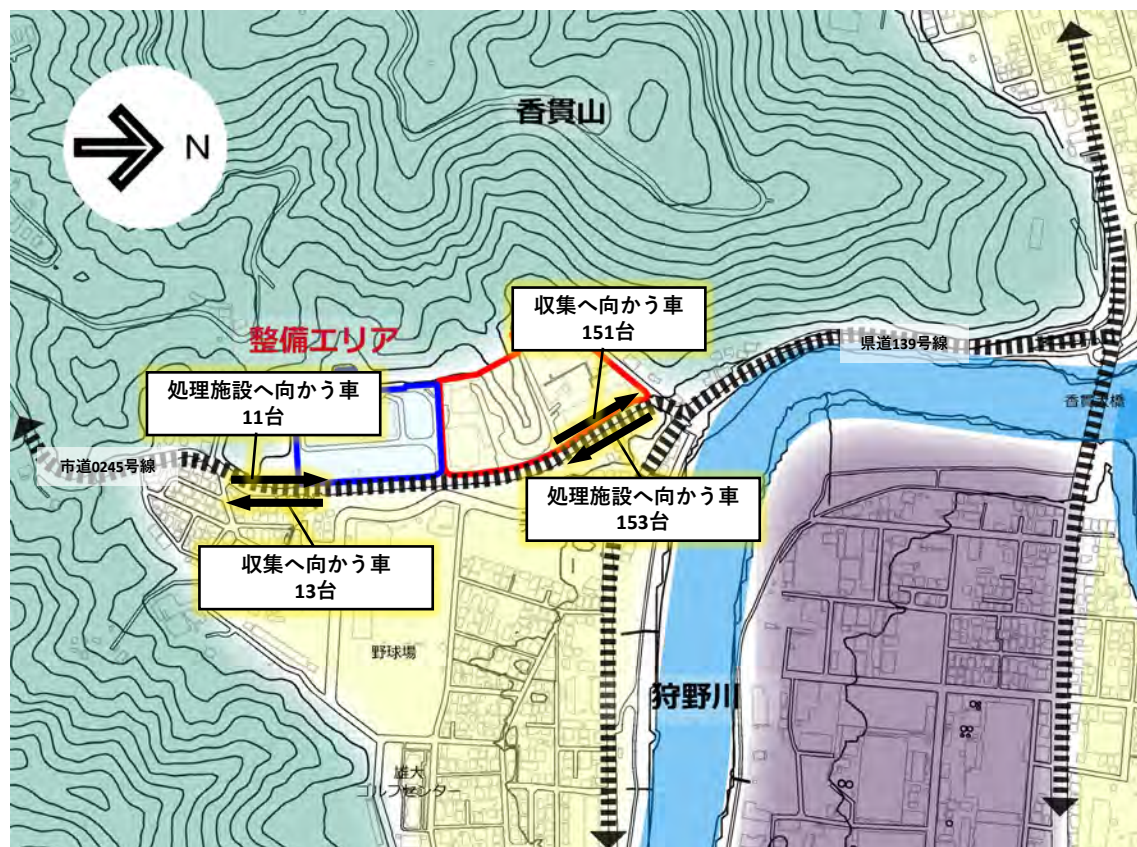 香貫山
N
収集へ向かう車
151台
整備エリア
県道139号線
処理施設へ向かう車
11台
市道0245号線
処理施設へ向かう車
153台
収集へ向かう車
13台
野球場
狩野川
雄大
ゴルフセンター